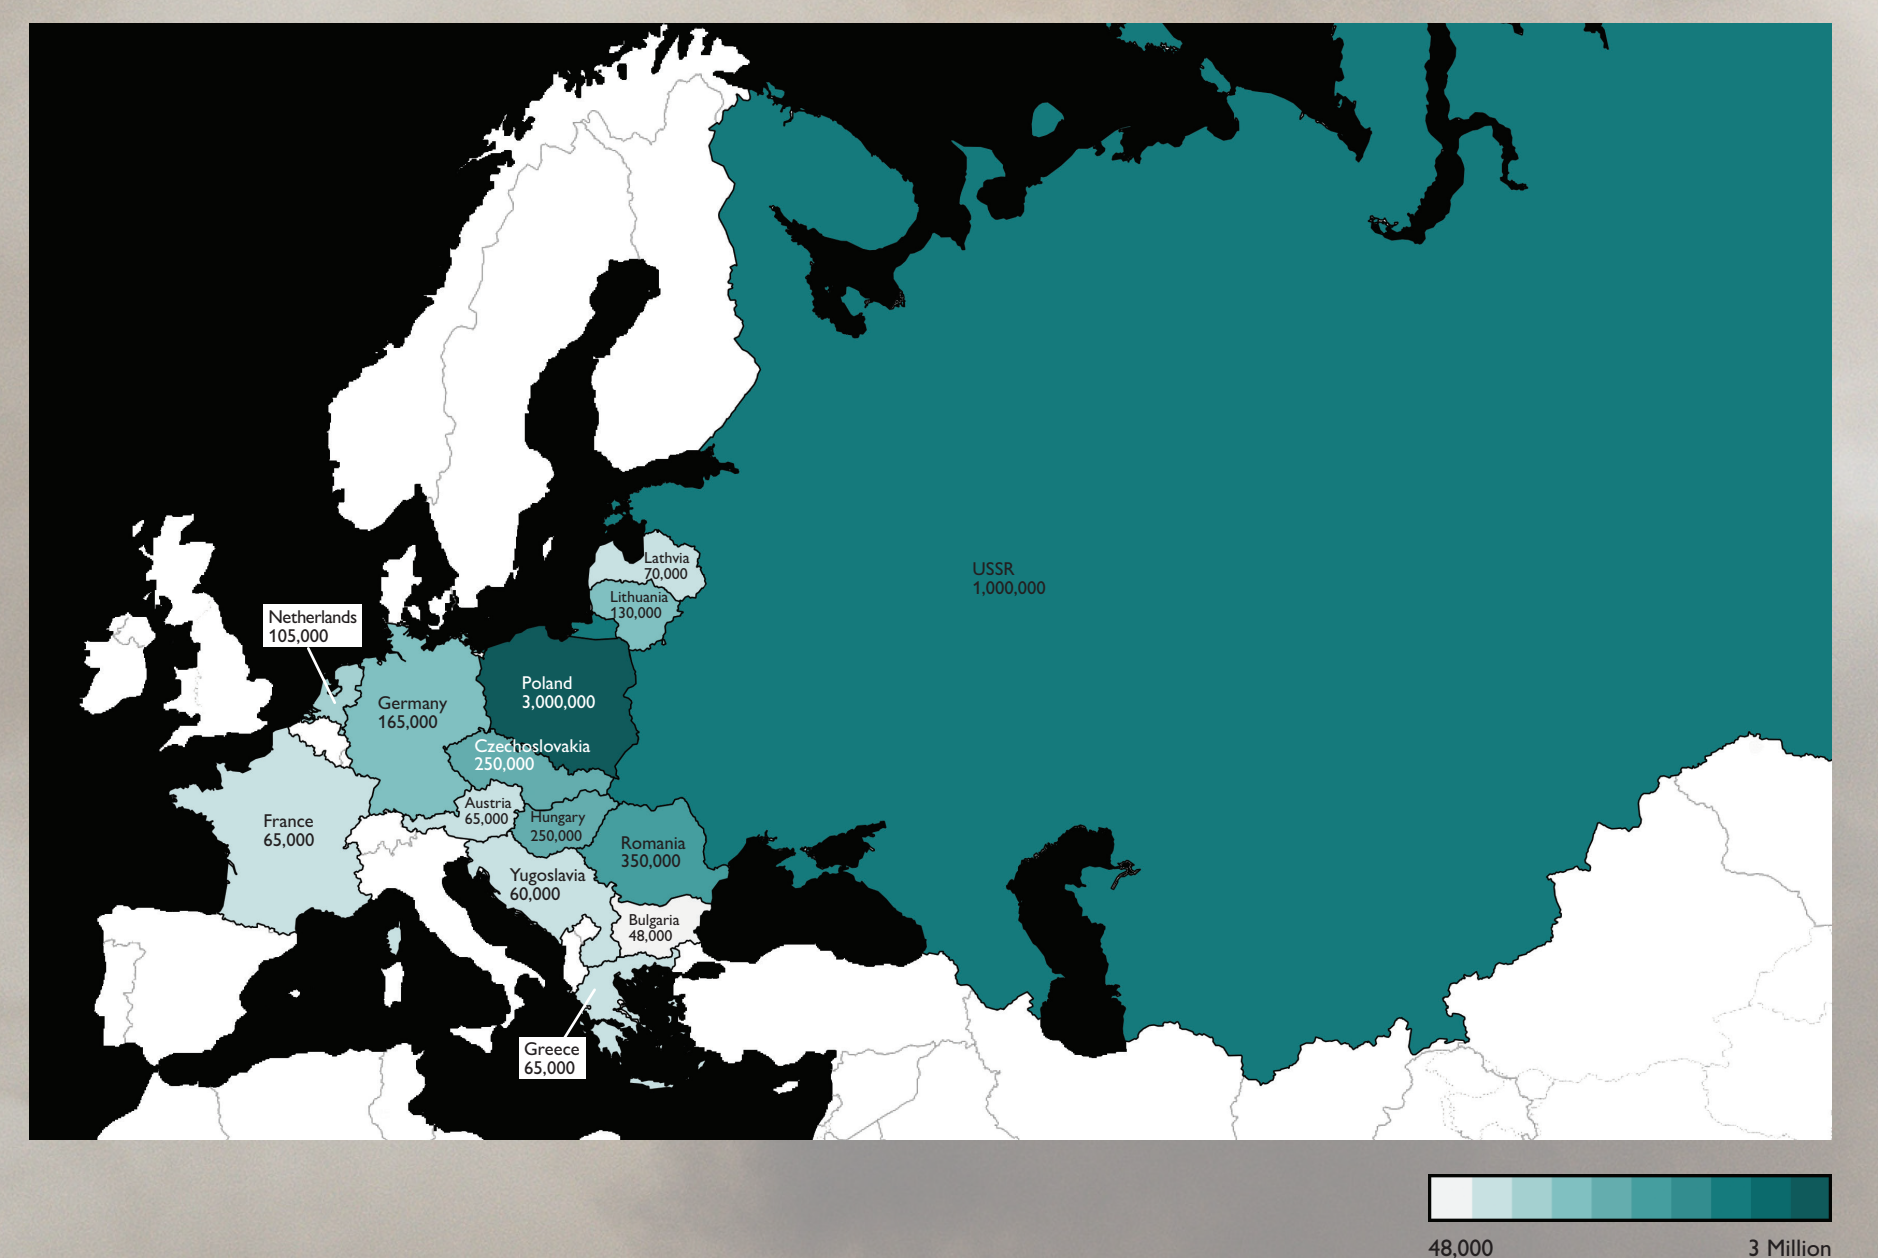 Lathvia
70,000
USSR
1,000,000
Lithuania
130,000
Netherlands
105,000
Poland
3,000,000
Germany
165,000
Czechoslovakia
250,000
Austria
65,000
Hungary
250,000
France
65,000
Romania
350,000
Yugoslavia
60,000
Bulgaria
48,000
Greece
65,000
48,000
3 Million